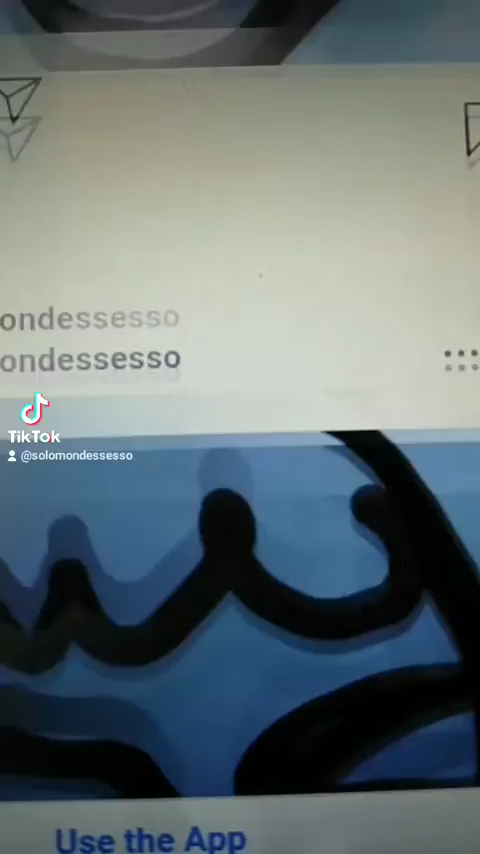 ondessesso
ondessesso
TikTok
@solomondessesso
Use the App